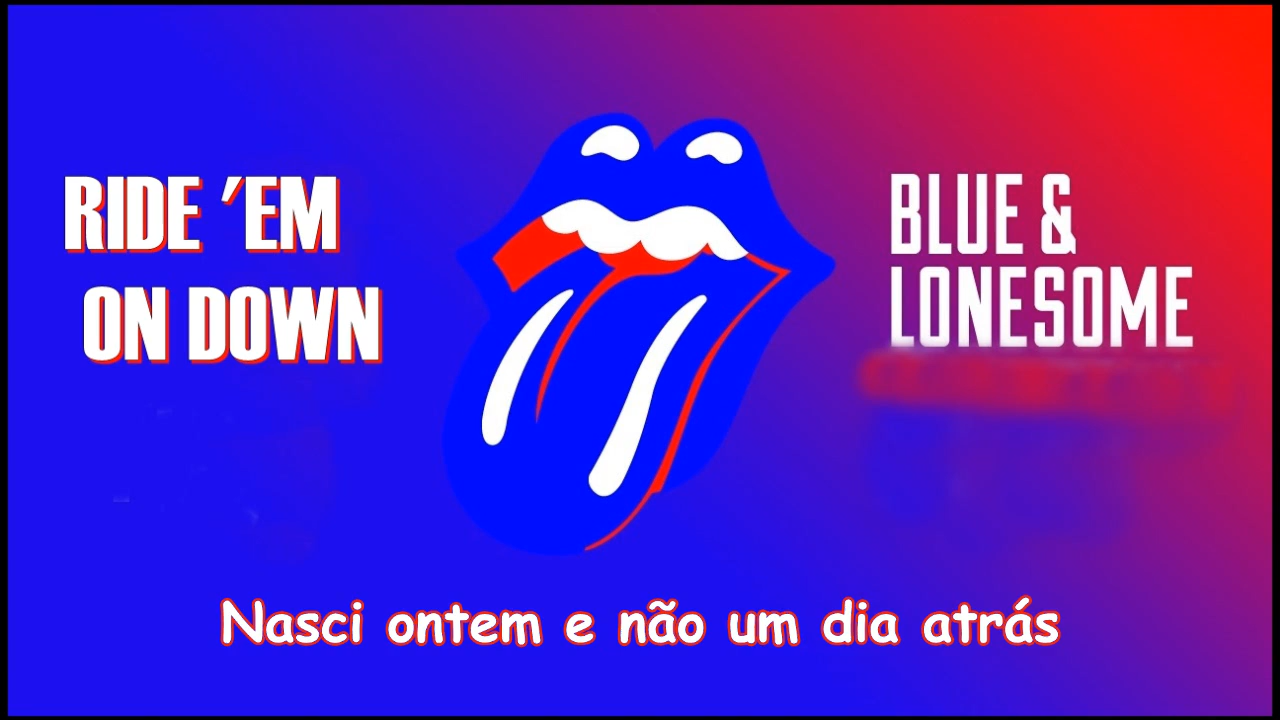 RIDE 'EM
ON DOWN
BLUE &
LONESOME
Nasci ontem e não um dia atrás